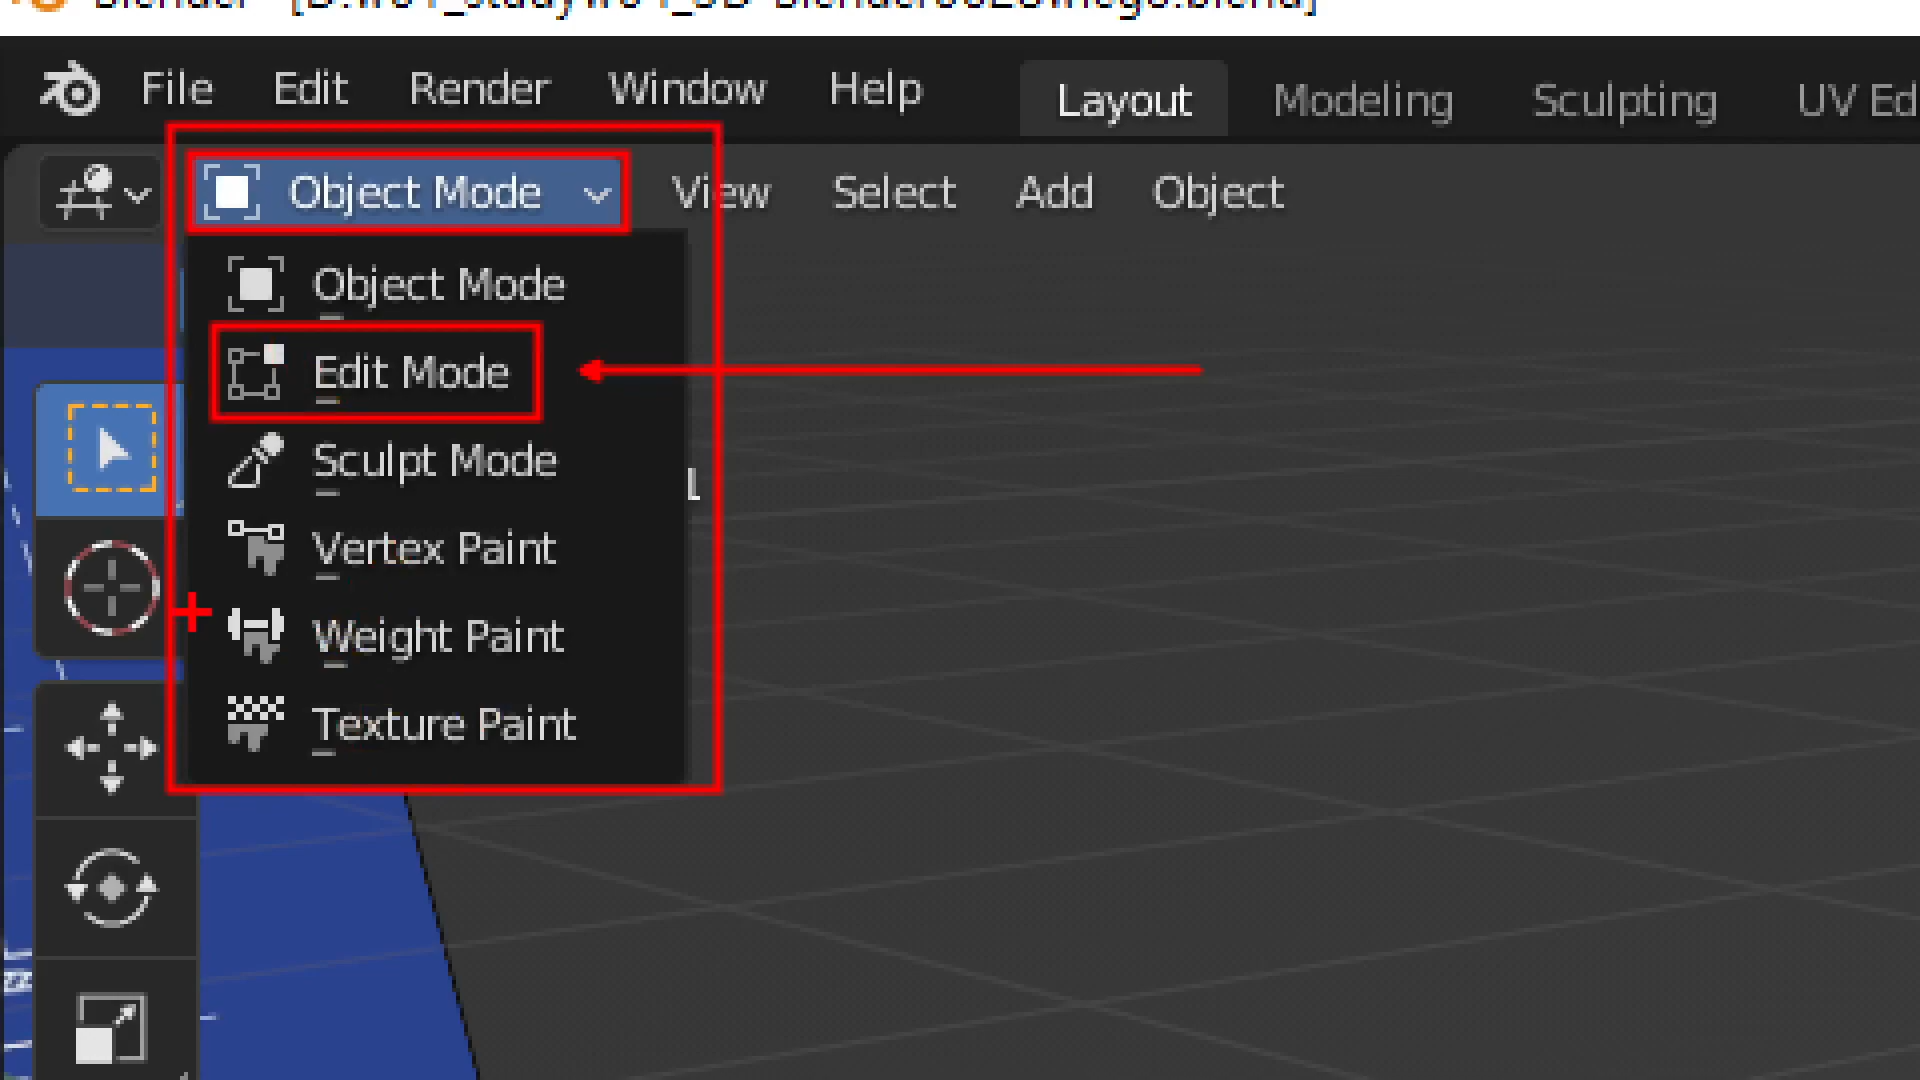 File Edit Render Window Help Layout Modeling Sculpting UV Ed
Object Mode View Select Add Object
Object Mode
Edit Mode
Sculpt Mode
1
Vertex Paint
Weight Paint
Texture Paint